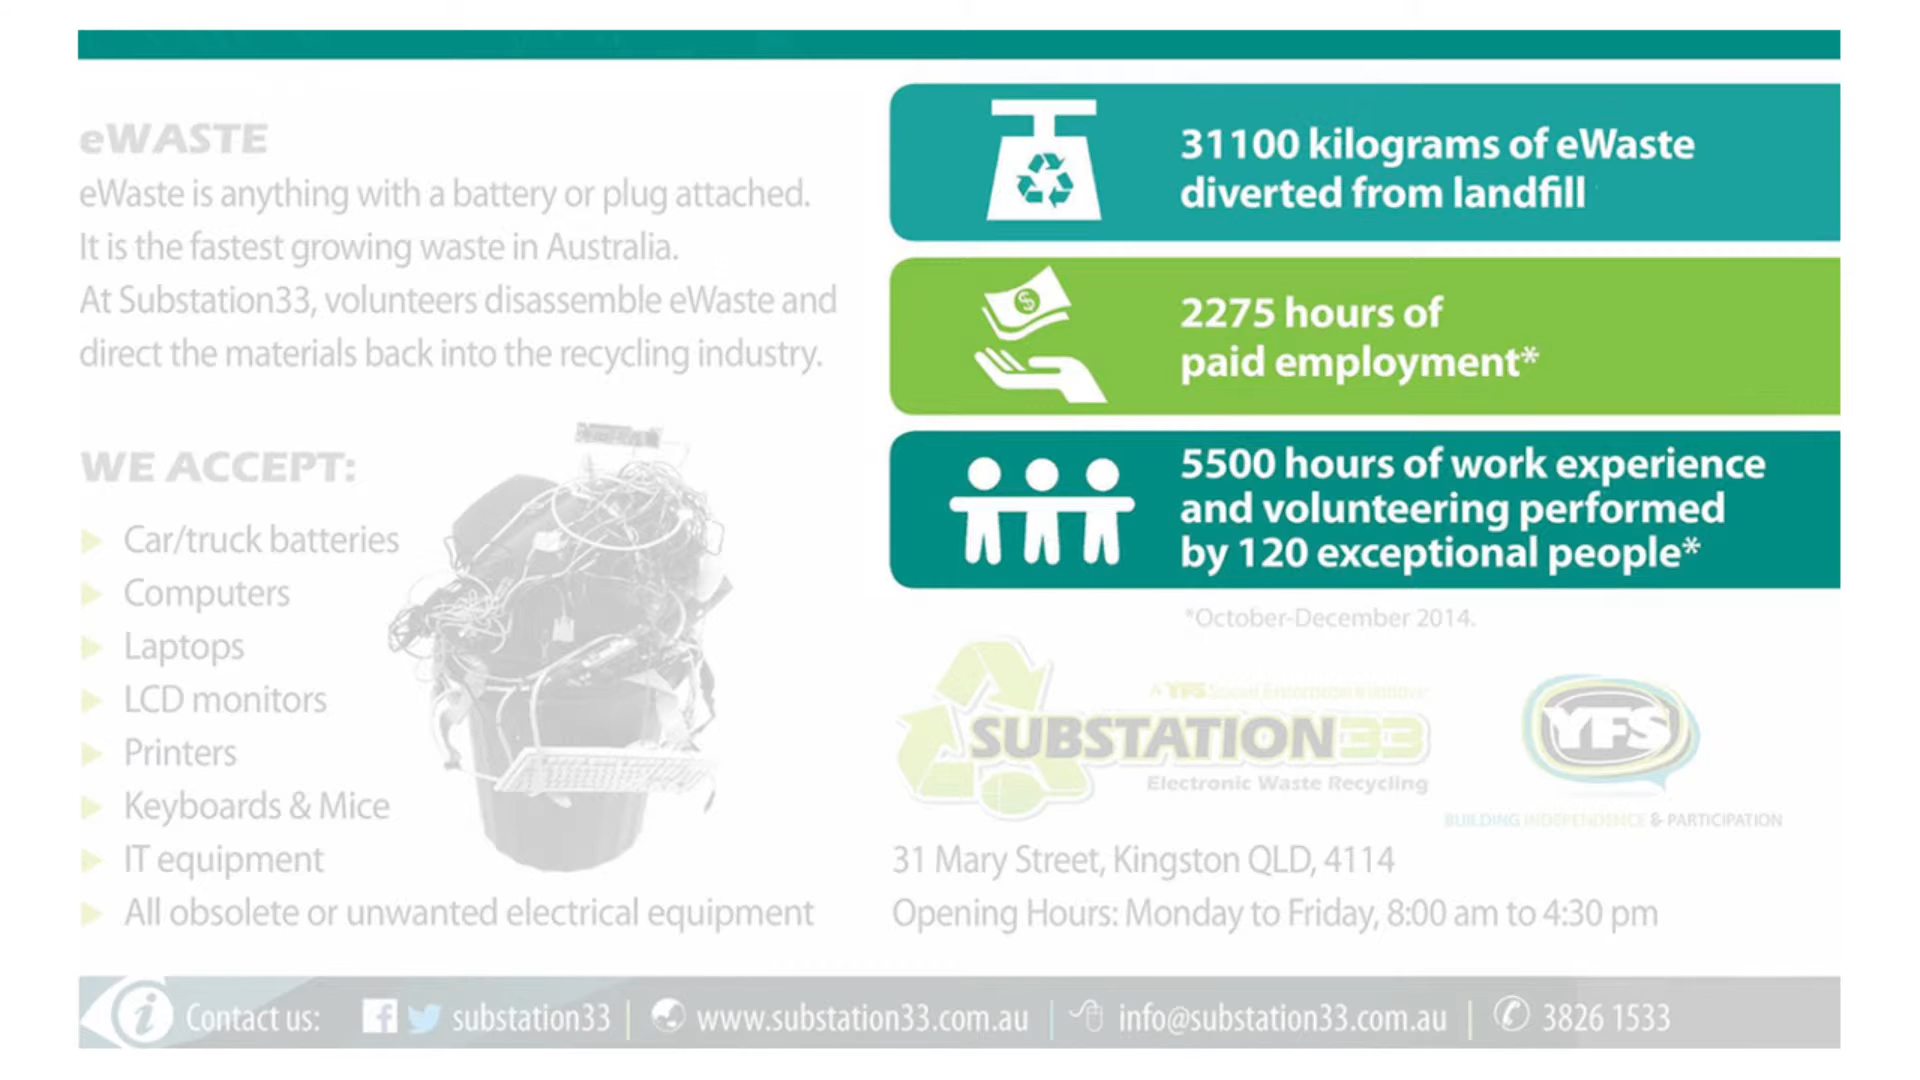 eWASTE
eWaste is anything with a battery or plug attached.
It is the fastest growing waste in Australia.
At Substation33, volunteers disassemble eWaste and
direct the materials back into the recycling industry.
WE ACCEPT:
Car/truck batteries
Computers
Laptops
LCD monitors
Printers
Keyboards & Mice
IT equipment
All obsolete or unwanted electrical equipment
31100 kilograms of eWaste
diverted from landfill
2275 hours of
paid employment*
5500 hours of work experience
and volunteering performed
by 120 exceptional people*
*October-December 2014.
A YFS Social Enterprise Initiative
SUBSTATION33
Electronic Waste Recycling
YFS
BUILDING INDEPENDENCE & PARTICIPATION
31 Mary Street, Kingston QLD, 4114
Opening Hours: Monday to Friday, 8:00 am to 4:30 pm
Contact us: substation33 | www.substation33.com.au | info@substation33.com.au | 3826 1533